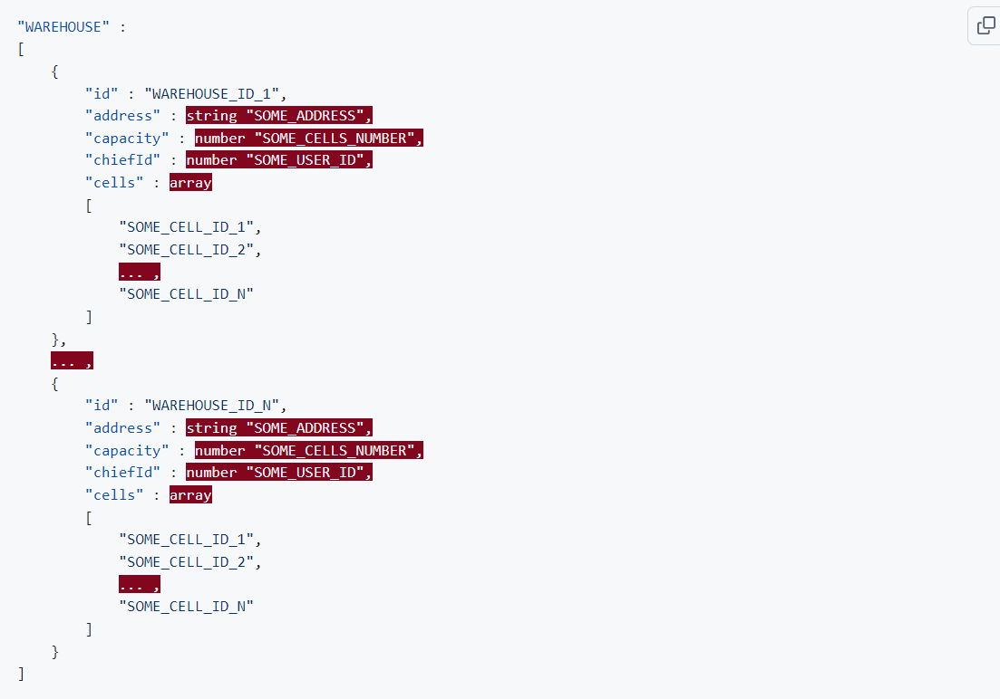 "WAREHOUSE" :
[
    {
        "id" : "WAREHOUSE_ID_1",
        "address" : string "SOME_ADDRESS",
        "capacity" : number "SOME_CELLS_NUMBER",
        "chiefId" : number "SOME_USER_ID",
        "cells" : array
        [
            "SOME_CELL_ID_1",
            "SOME_CELL_ID_2",
            ... ,
            "SOME_CELL_ID_N"
        ]
    },
    ... ,
    {
        "id" : "WAREHOUSE_ID_N",
        "address" : string "SOME_ADDRESS",
        "capacity" : number "SOME_CELLS_NUMBER",
        "chiefId" : number "SOME_USER_ID",
        "cells" : array
        [
            "SOME_CELL_ID_1",
            "SOME_CELL_ID_2",
            ... ,
            "SOME_CELL_ID_N"
        ]
    }
]